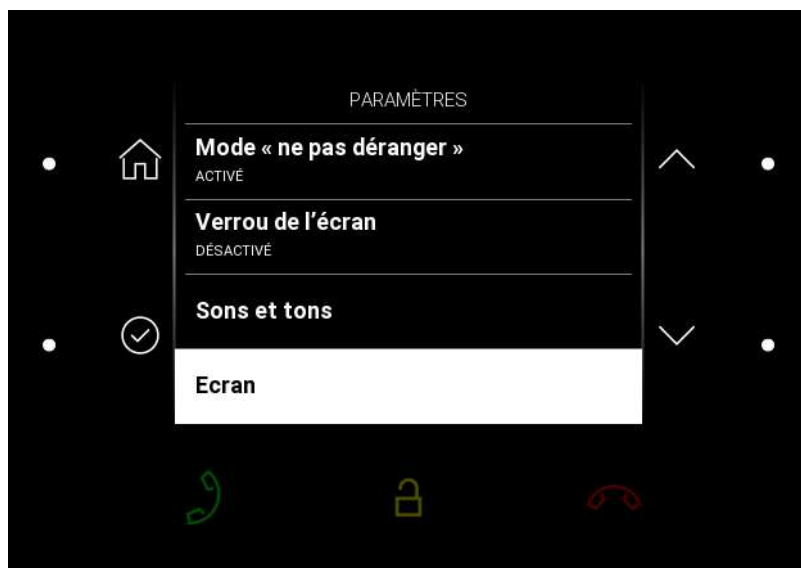 PARAMÈTRES
Mode « ne pas déranger »
ACTIVÉ
Verrou de l’écran
DÉSACTIVÉ
Sons et tons
Ecran